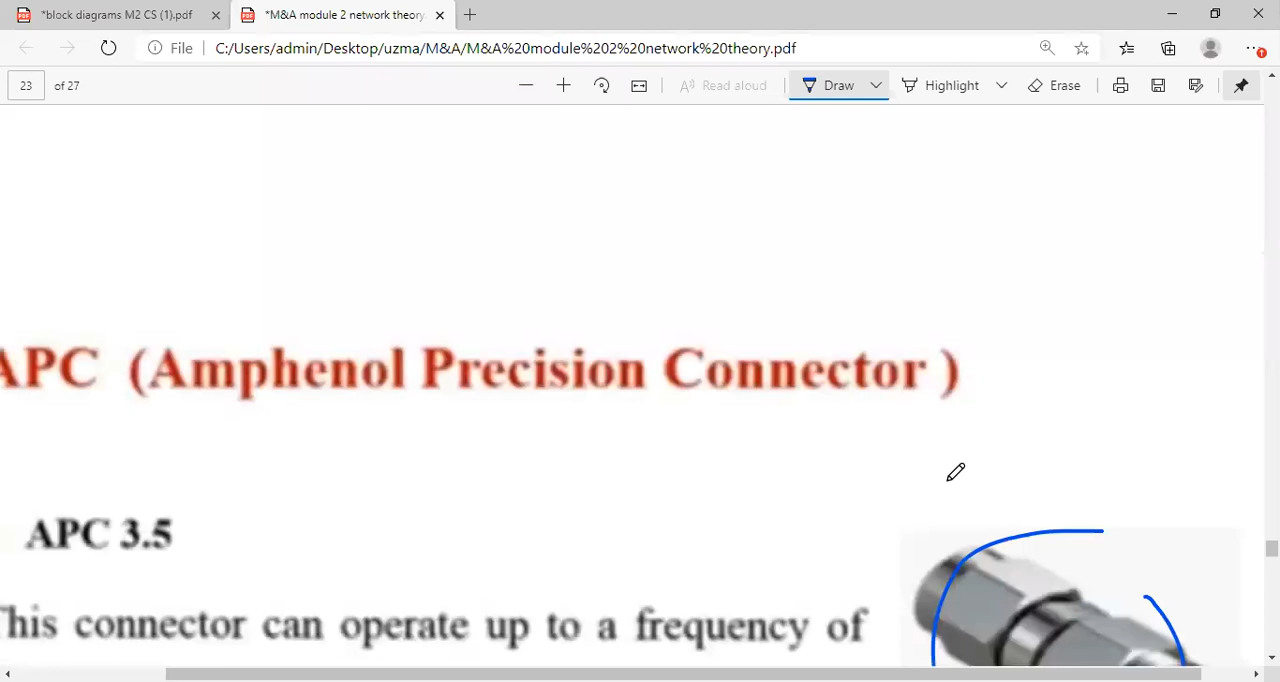 *block diagrams M2 CS (1).pdf
*M&A module 2 network theory.
File
C:/Users/admin/Desktop/uzma/M&A/M&A%20module%202%20network%20theory.pdf
23 of 27
Read aloud
Draw
Highlight
Erase
APC (Amphenol Precision Connector )
APC 3.5
This connector can operate up to a frequency of